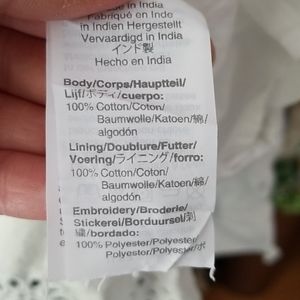 Made in India
Fabriqué en Inde
in Indien Hergestellt
Vervaardigd in India
インド製
Hecho en India
Body/Corps/Hauptteil/
Lijf/ボディ/cuerpo:
100% Cotton/Coton/
Baumwolle/Katoen/綿/
algodón
Lining/Doublure/Futter/
Voering/ライニング/forro:
100% Cotton/Coton/
Baumwolle/Katoen/綿/
algodón
Embroidery/Broderie/
Stickerei/Borduursel/刺
繍/bordado:
100% Polyester/Polyester/
Polyester/Polyester/ポ